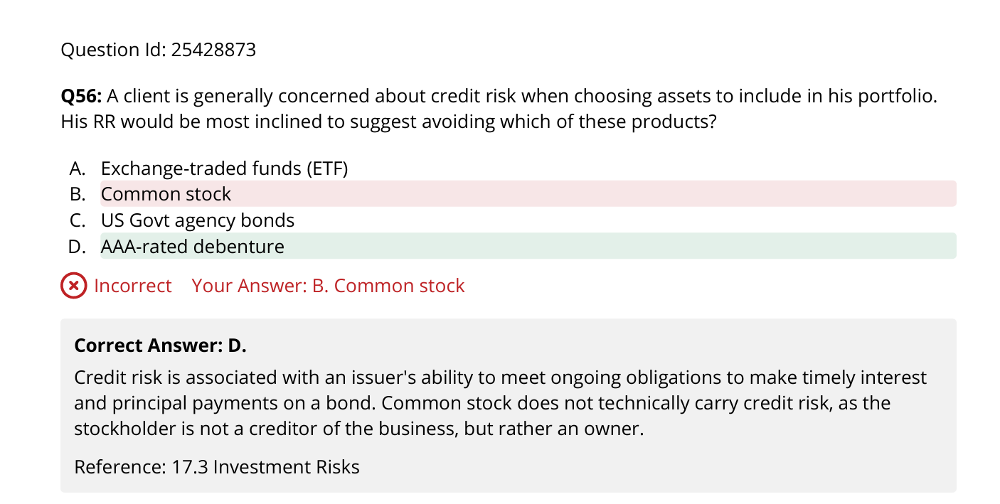 Question Id: 25428873
Q56: A client is generally concerned about credit risk when choosing assets to include in his portfolio.
His RR would be most inclined to suggest avoiding which of these products?
A. Exchange-traded funds (ETF)
B. Common stock
C. US Govt agency bonds
D. AAA-rated debenture
Incorrect Your Answer: B. Common stock
Correct Answer: D.
Credit risk is associated with an issuer's ability to meet ongoing obligations to make timely interest
and principal payments on a bond. Common stock does not technically carry credit risk, as the
stockholder is not a creditor of the business, but rather an owner.
Reference: 17.3 Investment Risks